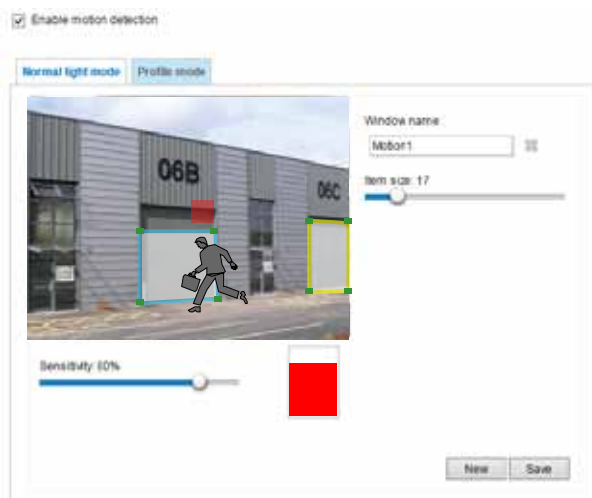 Enable motion detection
Normal light mode
Profile mode
Window name
Motion1
Item size: 17
06B
06C
Sensitivity: 80%
New
Save